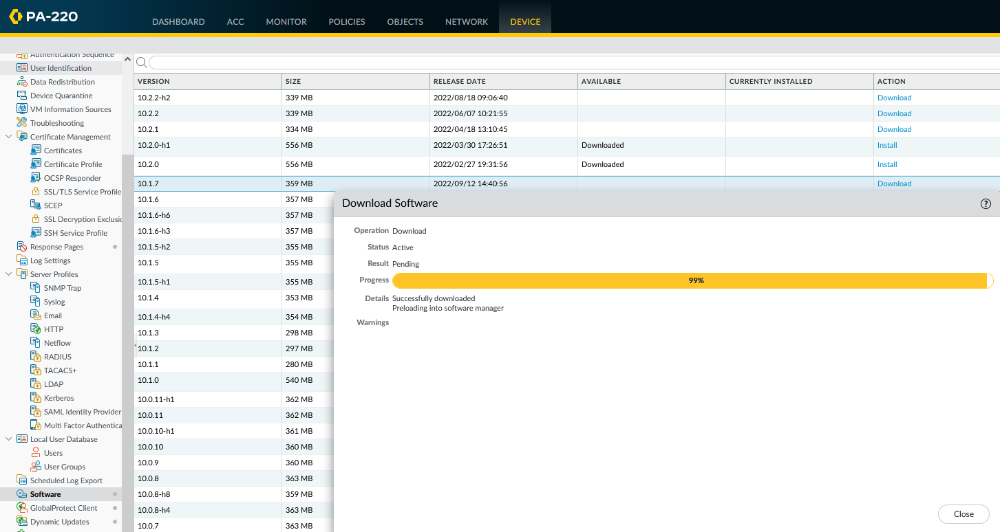 PA-220
DASHBOARD ACC MONITOR POLICIES OBJECTS NETWORK DEVICE
Authentication Sequence
User Identification
Data Redistribution
Device Quarantine
VM Information Sources
Troubleshooting
Certificate Management
Certificates
Certificate Profile
OCSP Responder
SSL/TLS Service Profile
SCEP
SSL Decryption Exclusio
SSH Service Profile
Response Pages
Log Settings
Server Profiles
SNMP Trap
Syslog
Email
HTTP
Netflow
RADIUS
TACACS+
LDAP
Kerberos
SAML Identity Provider
Multi Factor Authentica
Local User Database
Users
User Groups
Scheduled Log Export
Software
GlobalProtect Client
Dynamic Updates
VERSION SIZE RELEASE DATE AVAILABLE CURRENTLY INSTALLED ACTION
10.2.2-h2 339 MB 2022/08/18 09:06:40 Download
10.2.2 339 MB 2022/06/07 10:21:55 Download
10.2.1 334 MB 2022/04/18 13:10:45 Download
10.2.0-h1 556 MB 2022/03/30 17:26:51 Downloaded Install
10.2.0 556 MB 2022/02/27 19:31:56 Downloaded Install
10.1.7 359 MB 2022/09/12 14:40:56 Download
10.1.6 357 MB
10.1.6-h6 357 MB
10.1.6-h3 357 MB
10.1.5-h2 355 MB
10.1.5 355 MB
10.1.5-h1 355 MB
10.1.4 353 MB
10.1.4-h4 354 MB
10.1.3 298 MB
10.1.2 297 MB
10.1.1 280 MB
10.1.0 540 MB
10.0.11-h1 362 MB
10.0.11 362 MB
10.0.10-h1 361 MB
10.0.10 360 MB
10.0.9 360 MB
10.0.8 363 MB
10.0.8-h8 359 MB
10.0.8-h4 363 MB
10.0.7 363 MB
Download Software
Operation Download
Status Active
Result Pending
Progress 99%
Details Successfully downloaded
Preloading into software manager
Warnings
Close